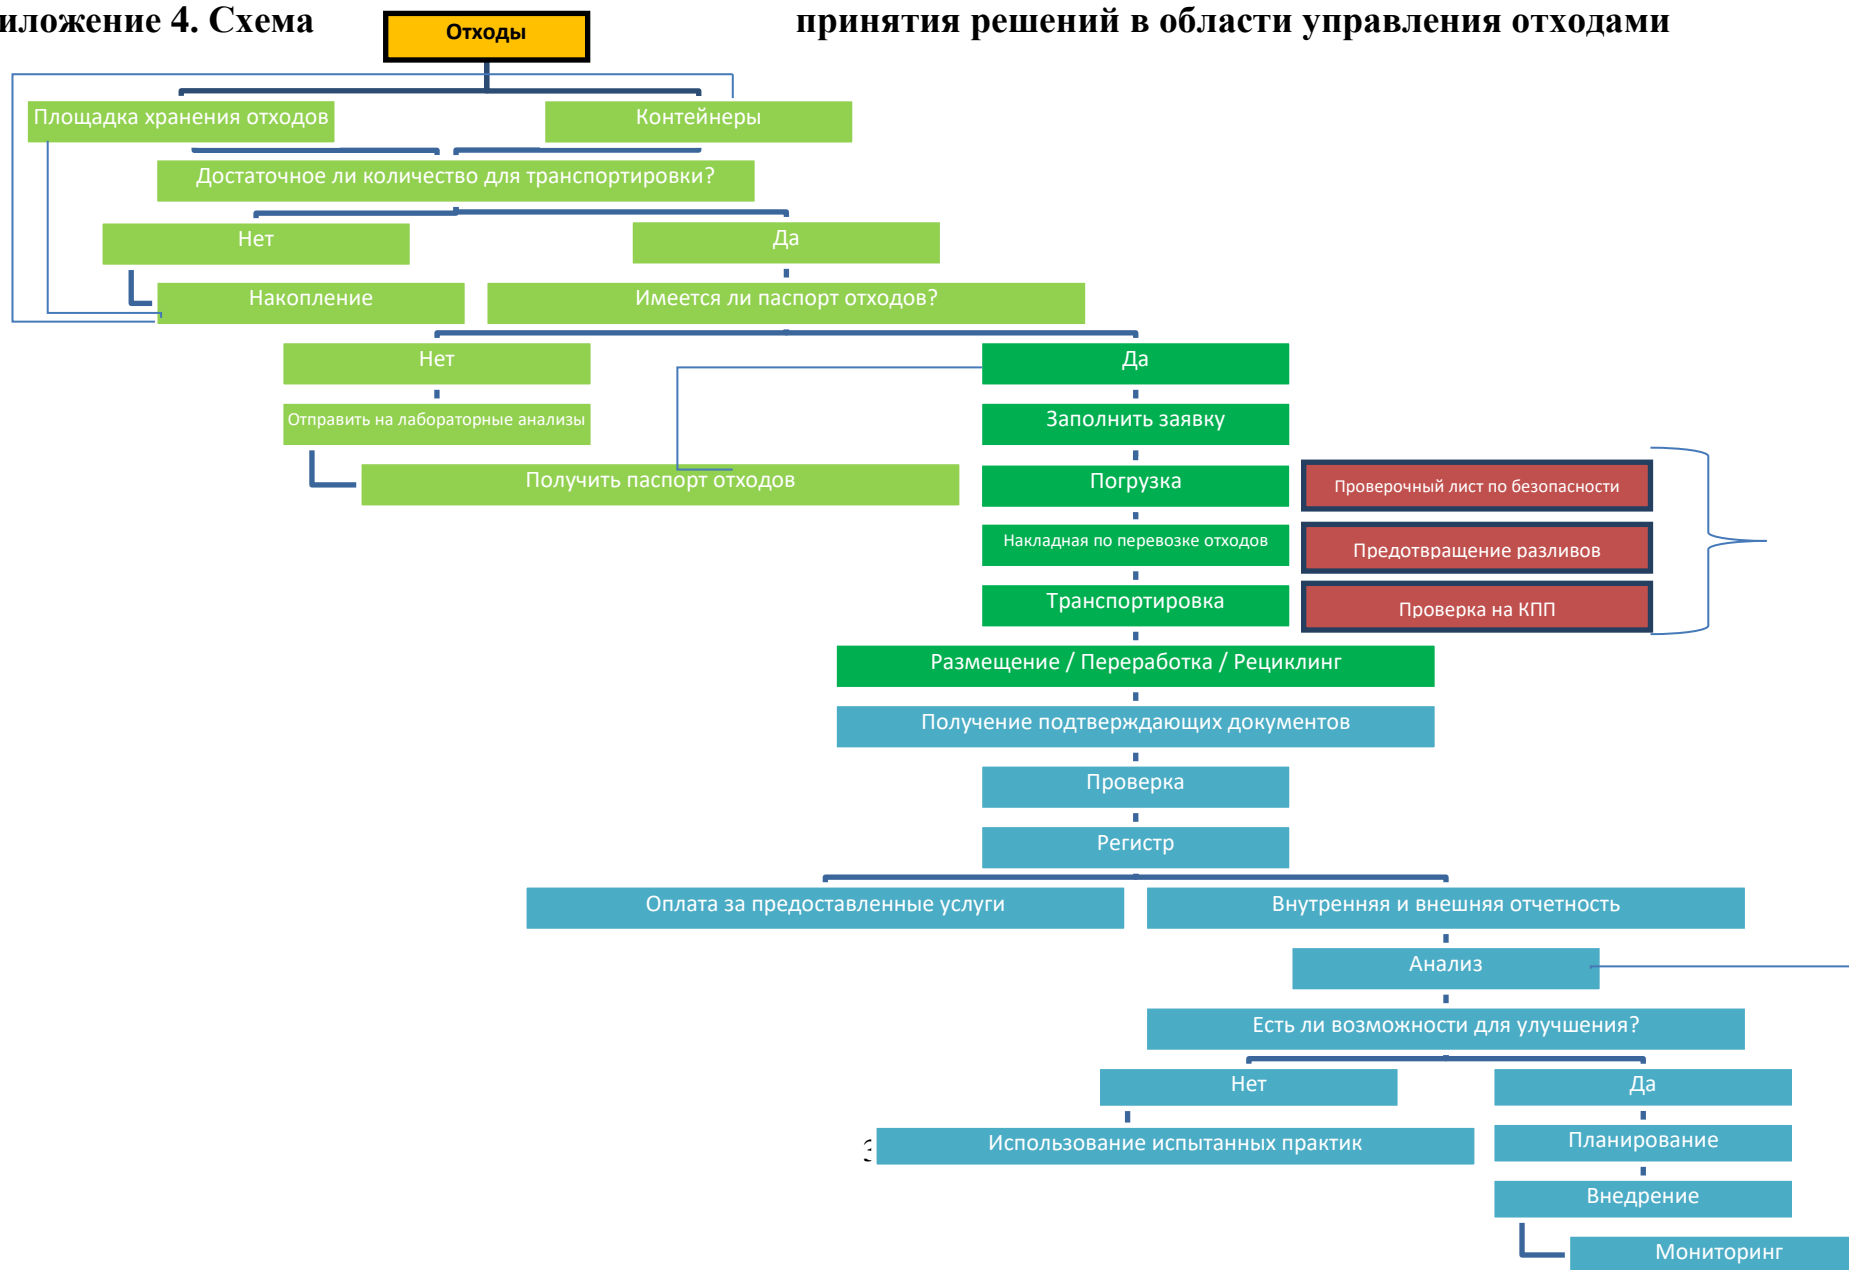 иложение 4. Схема принятия решений в области управления отходами
Отходы
Площадка хранения отходов
Контейнеры
Достаточное ли количество для транспортировки?
Нет
Да
Накопление
Имеется ли паспорт отходов?
Нет
Да
Отправить на лабораторные анализы
Заполнить заявку
Получить паспорт отходов
Погрузка
Проверочный лист по безопасности
Накладная по перевозке отходов
Предотвращение разливов
Транспортировка
Проверка на КПП
Размещение / Переработка / Рециклинг
Получение подтверждающих документов
Проверка
Регистр
Оплата за предоставленные услуги
Внутренняя и внешняя отчетность
Анализ
Есть ли возможности для улучшения?
Нет
Да
Использование испытанных практик
Планирование
Внедрение
Мониторинг